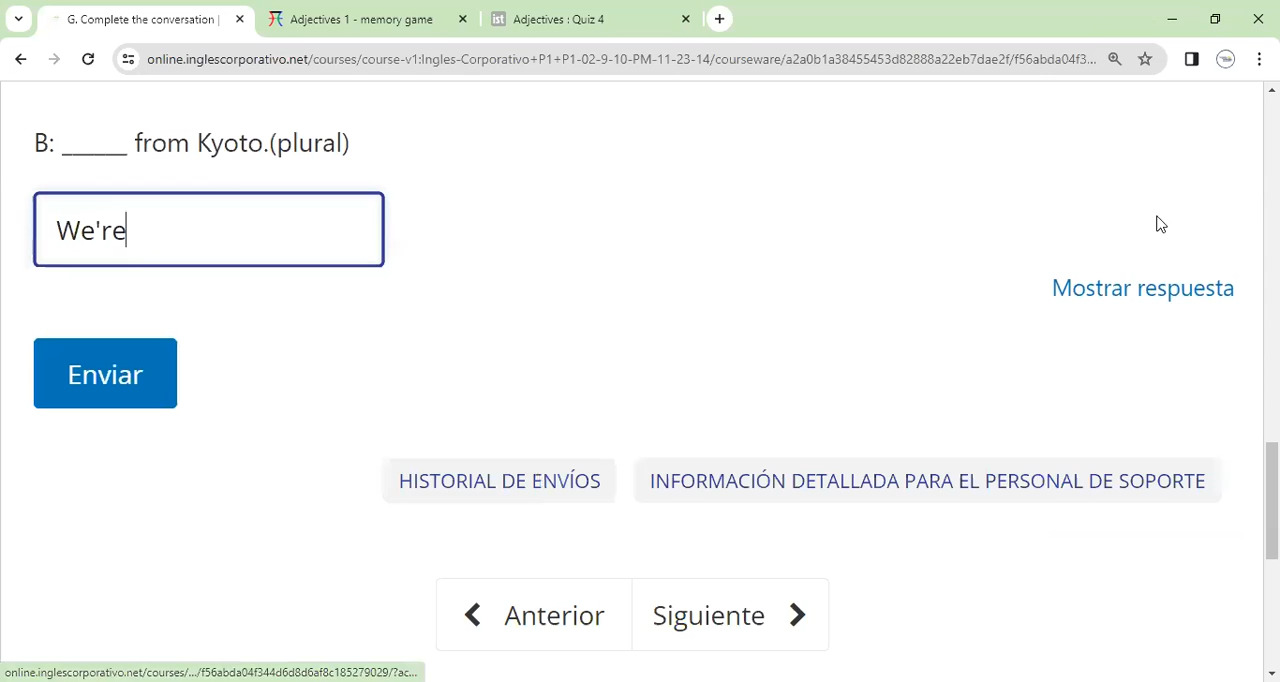 G. Complete the conversation |
Adjectives 1 - memory game
ist Adjectives : Quiz 4
online.inglescorporativo.net/courses/course-v1:Ingles-Corporativo+P1+P1-02-9-10-PM-11-23-14/courseware/a2a0b1a38455453d82888a22eb7dae2f/f56abda04f3...
B: ______ from Kyoto.(plural)
We're
Mostrar respuesta
Enviar
HISTORIAL DE ENVÍOS
INFORMACIÓN DETALLADA PARA EL PERSONAL DE SOPORTE
Anterior
Siguiente
online.inglescorporativo.net/courses/.../f56abda04f344d6d8d6af8c185279029/?ac...